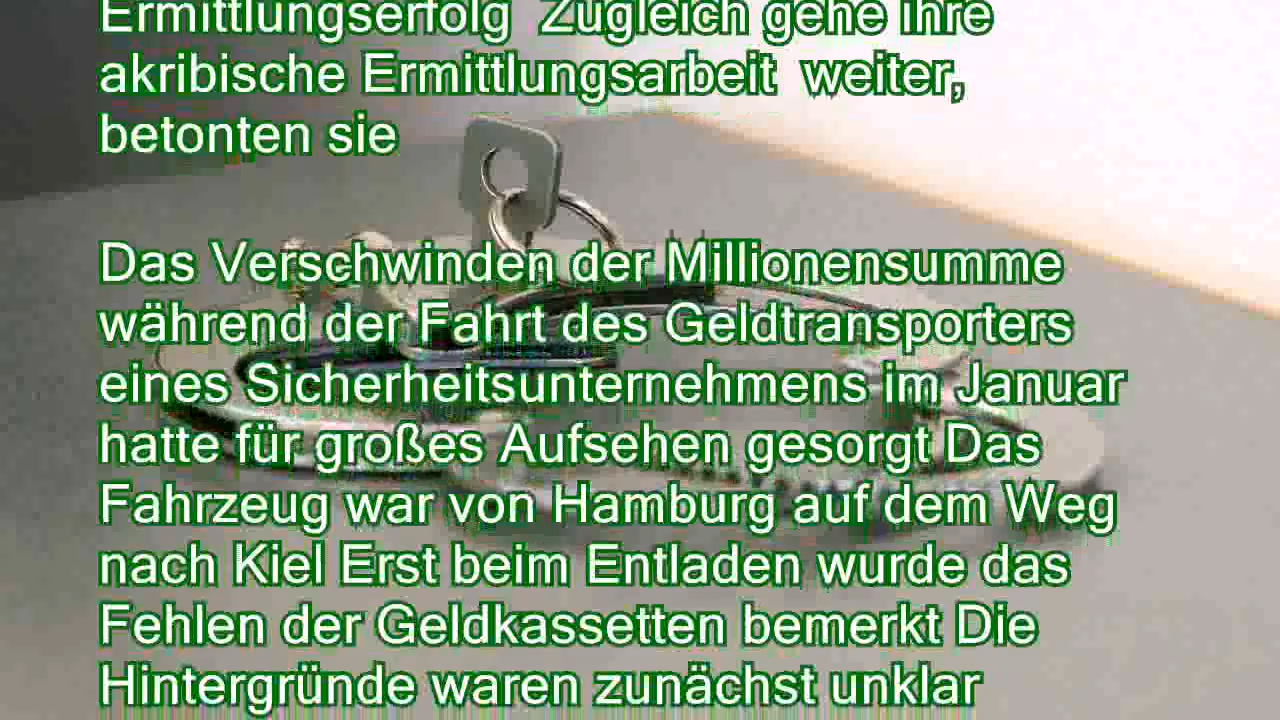 Ermittlungserfolg Zugleich gehe ihre
akribische Ermittlungsarbeit weiter,
betonten sie
Das Verschwinden der Millionensumme
während der Fahrt des Geldtransporters
eines Sicherheitsunternehmens im Januar
hatte für großes Aufsehen gesorgt Das
Fahrzeug war von Hamburg auf dem Weg
nach Kiel Erst beim Entladen wurde das
Fehlen der Geldkassetten bemerkt Die
Hintergründe waren zunächst unklar